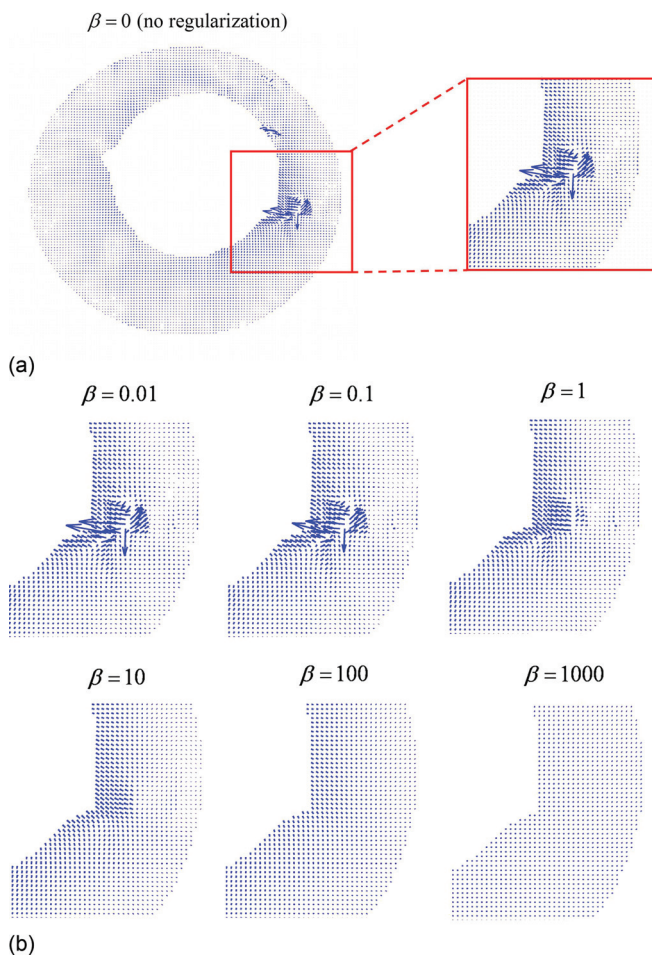 β = 0 (no regularization)
(a)
β = 0.01
β = 0.1
β = 1
β = 10
β = 100
β = 1000
(b)